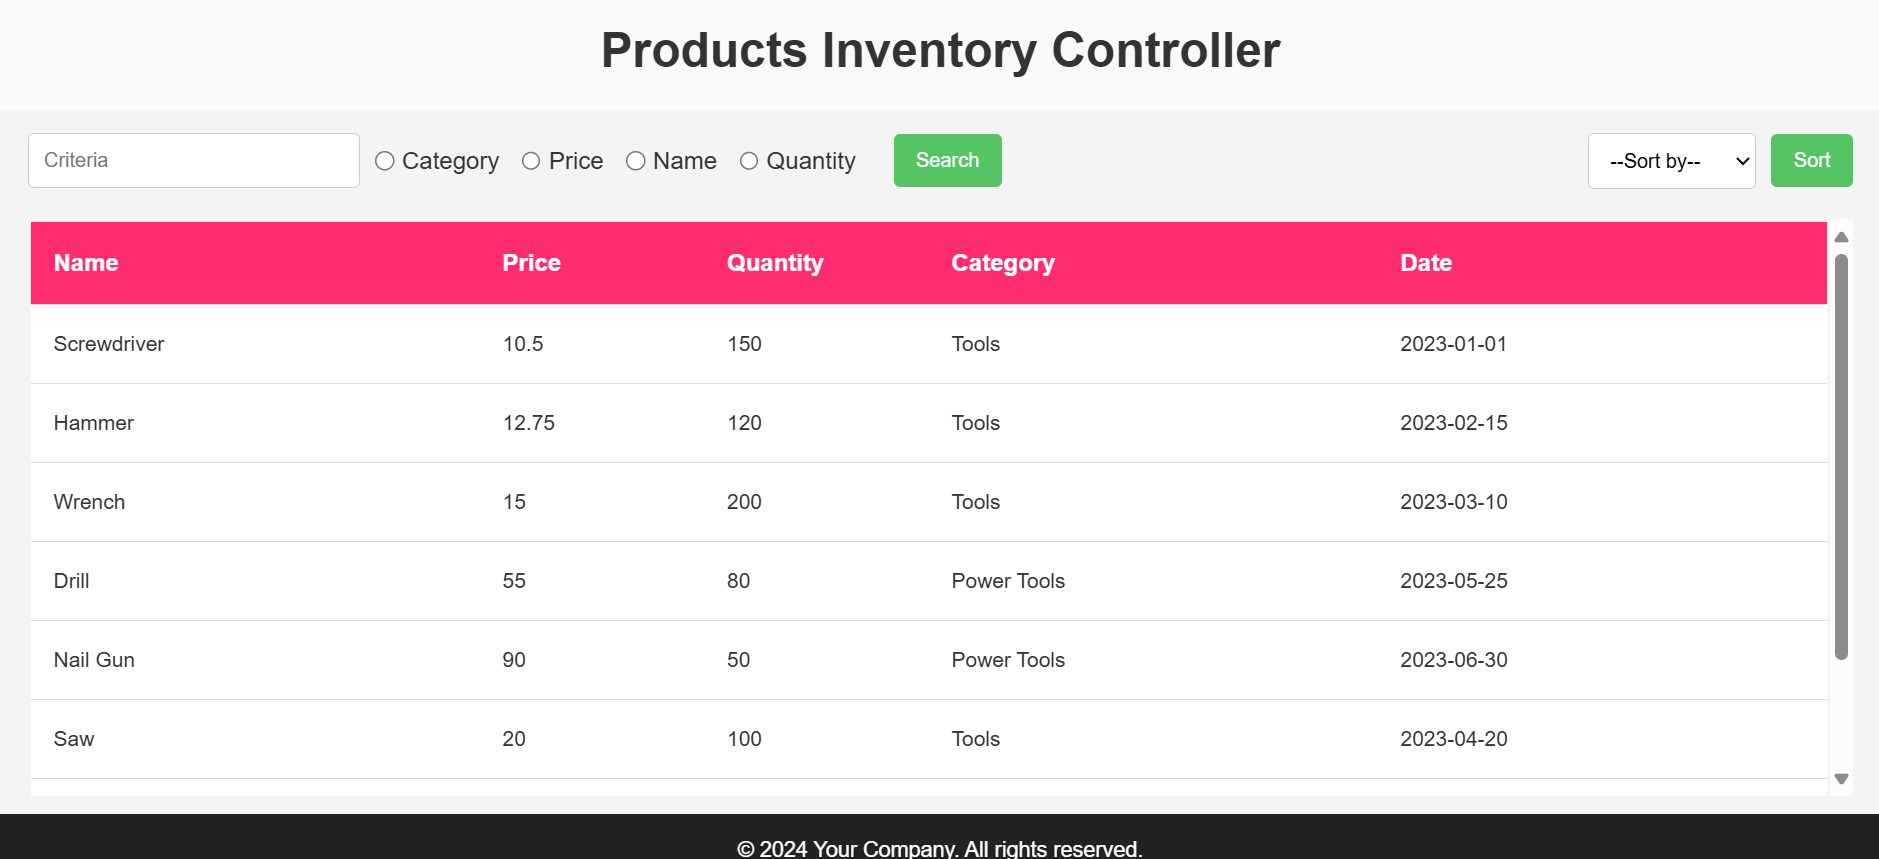 Products Inventory Controller
Criteria Category Price Name Quantity Search --Sort by-- Sort
Name Price Quantity Category Date
Screwdriver 10.5 150 Tools 2023-01-01
Hammer 12.75 120 Tools 2023-02-15
Wrench 15 200 Tools 2023-03-10
Drill 55 80 Power Tools 2023-05-25
Nail Gun 90 50 Power Tools 2023-06-30
Saw 20 100 Tools 2023-04-20
© 2024 Your Company. All rights reserved.